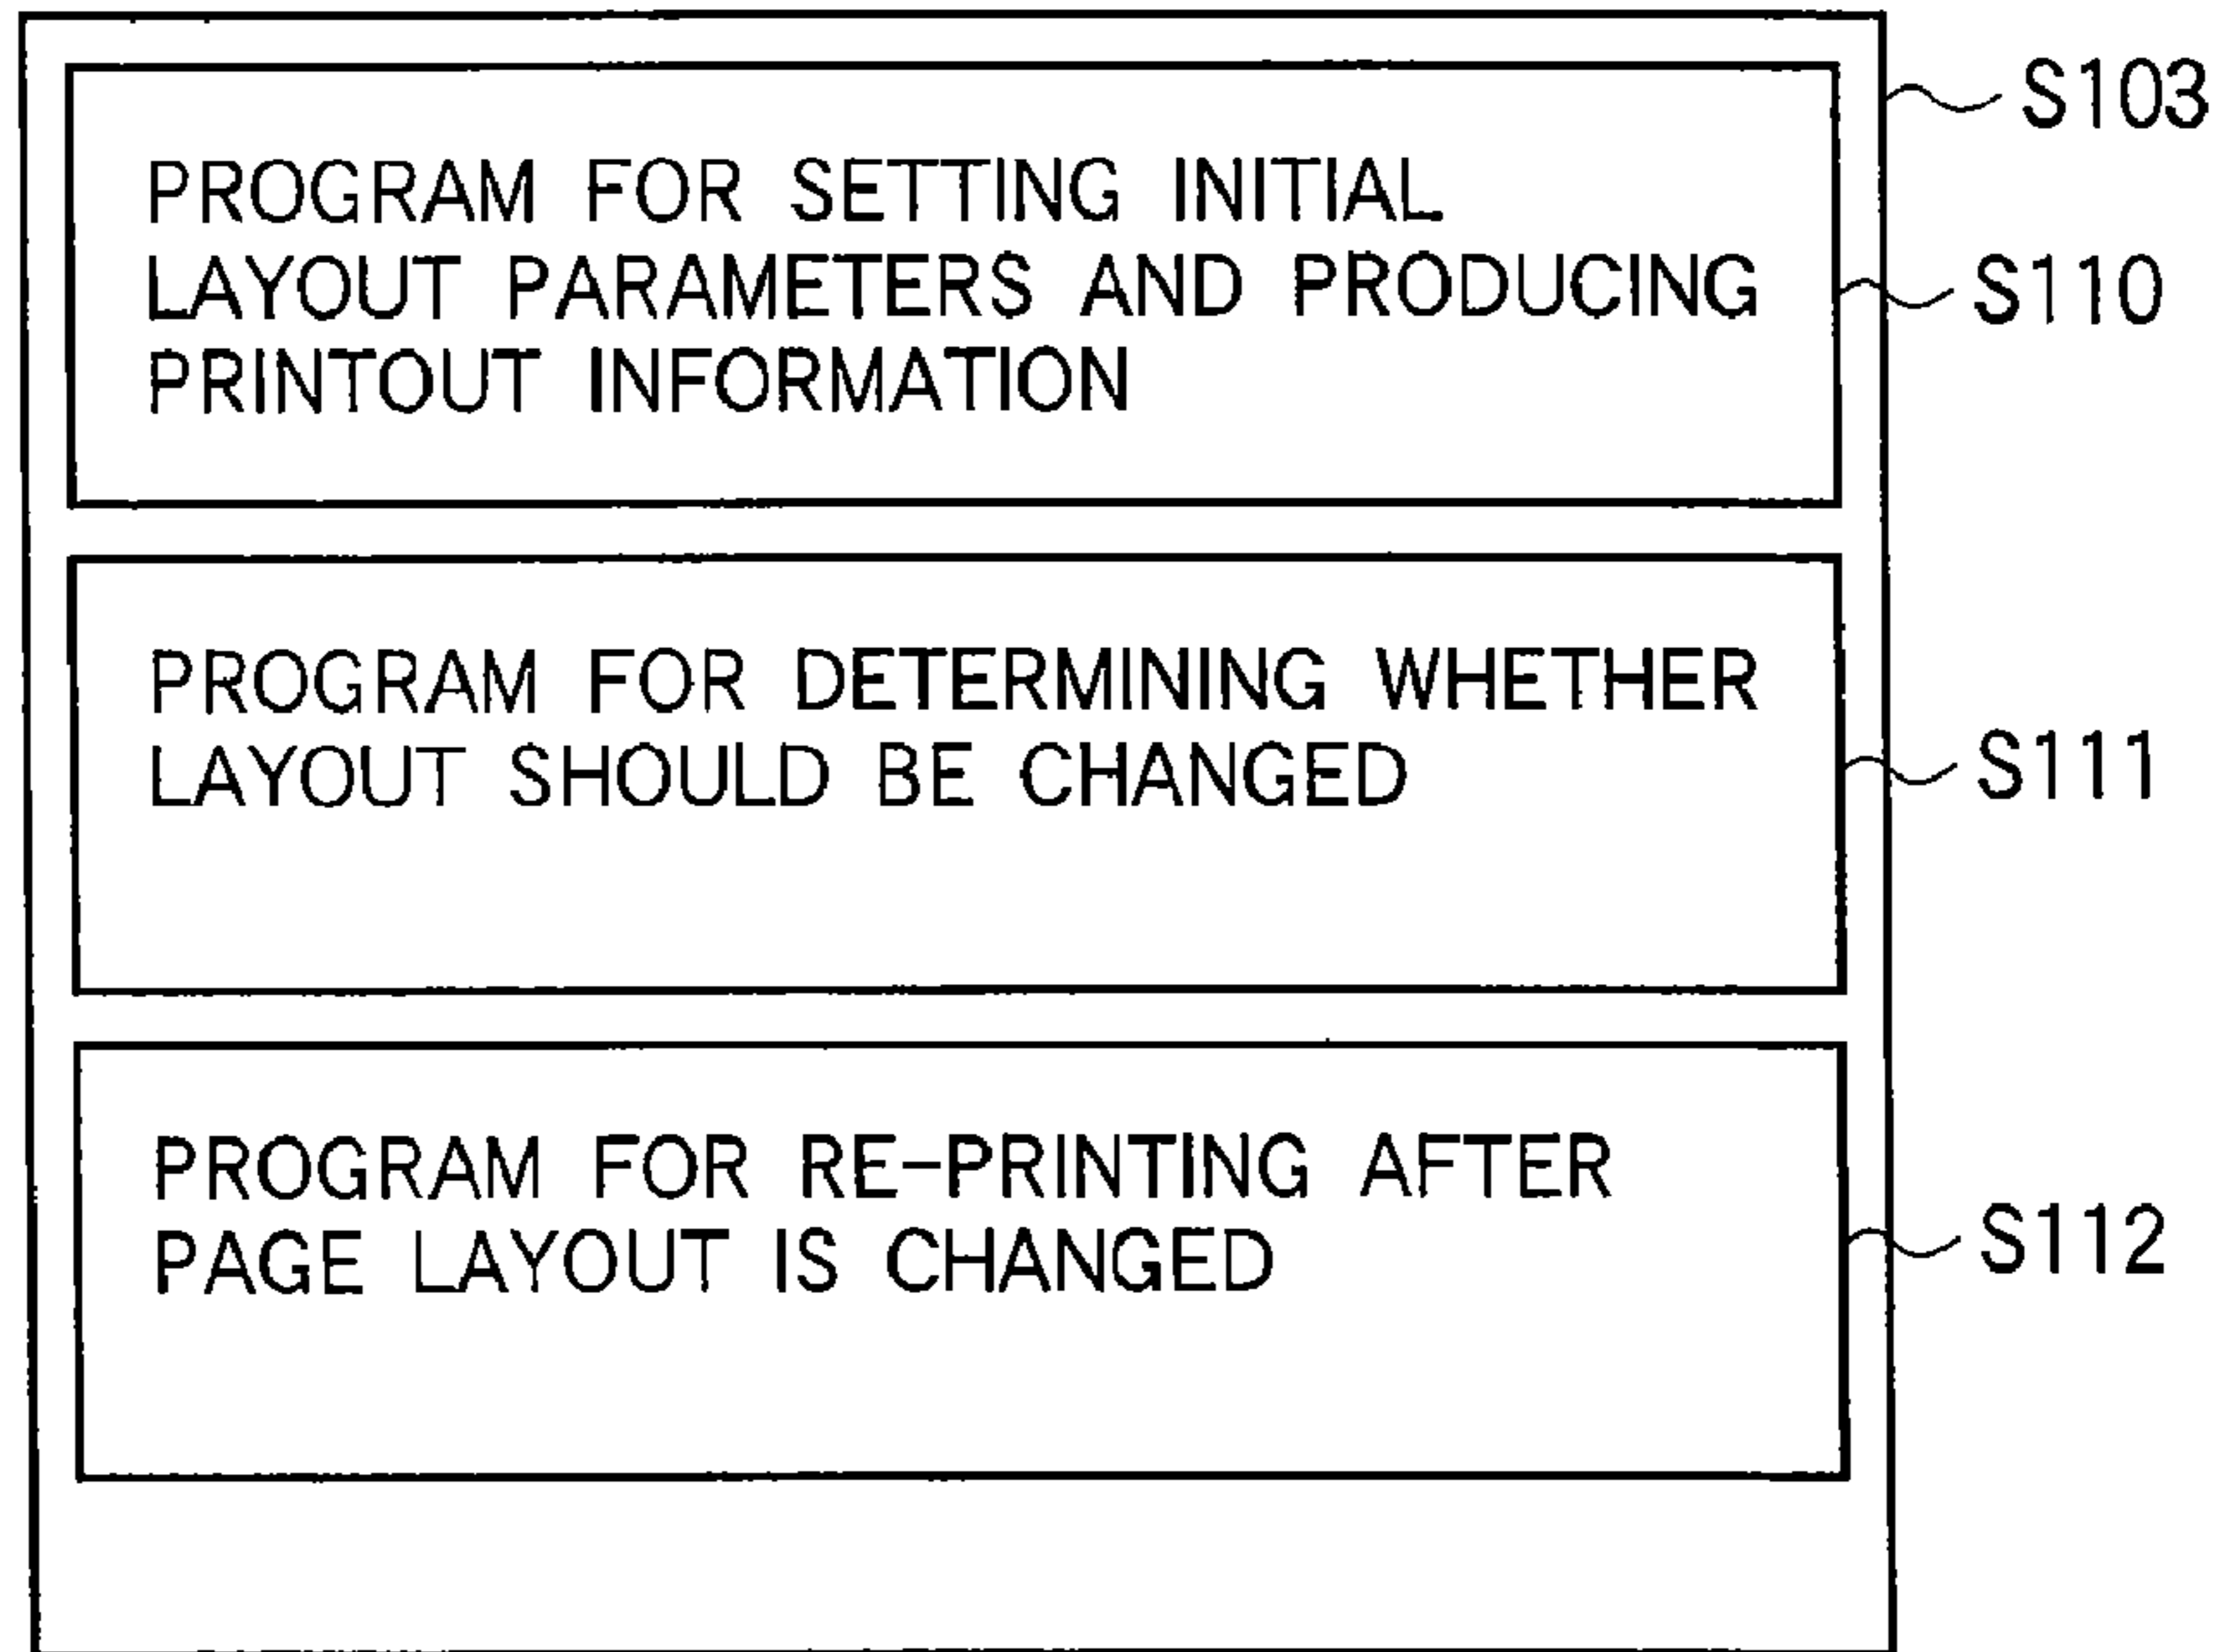 S103
PROGRAM FOR SETTING INITIAL
LAYOUT PARAMETERS AND PRODUCING
PRINTOUT INFORMATION
S110
PROGRAM FOR DETERMINING WHETHER
LAYOUT SHOULD BE CHANGED
S111
PROGRAM FOR RE-PRINTING AFTER
PAGE LAYOUT IS CHANGED
S112